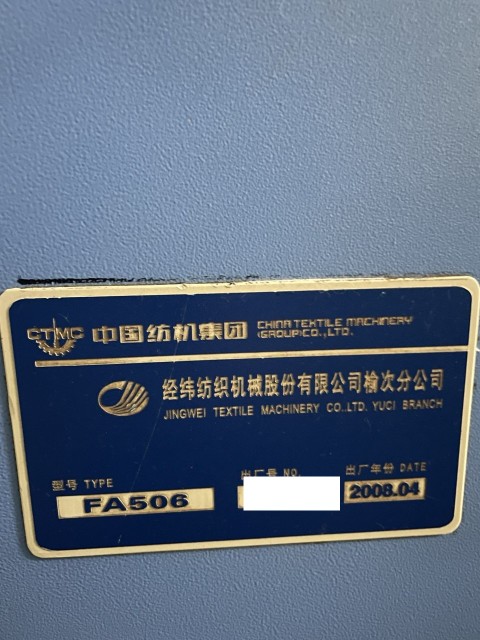 CTMC 中国纺机集团 CHINA TEXTILE MACHINERY
(GROUP)CO.,LTD.
经纬纺织机械股份有限公司榆次分公司
JINGWEI TEXTILE MACHINERY CO.LTD. YUCI BRANCH
型号 TYPE 出厂号 NO. 出厂年份 DATE
FA506 2008.04